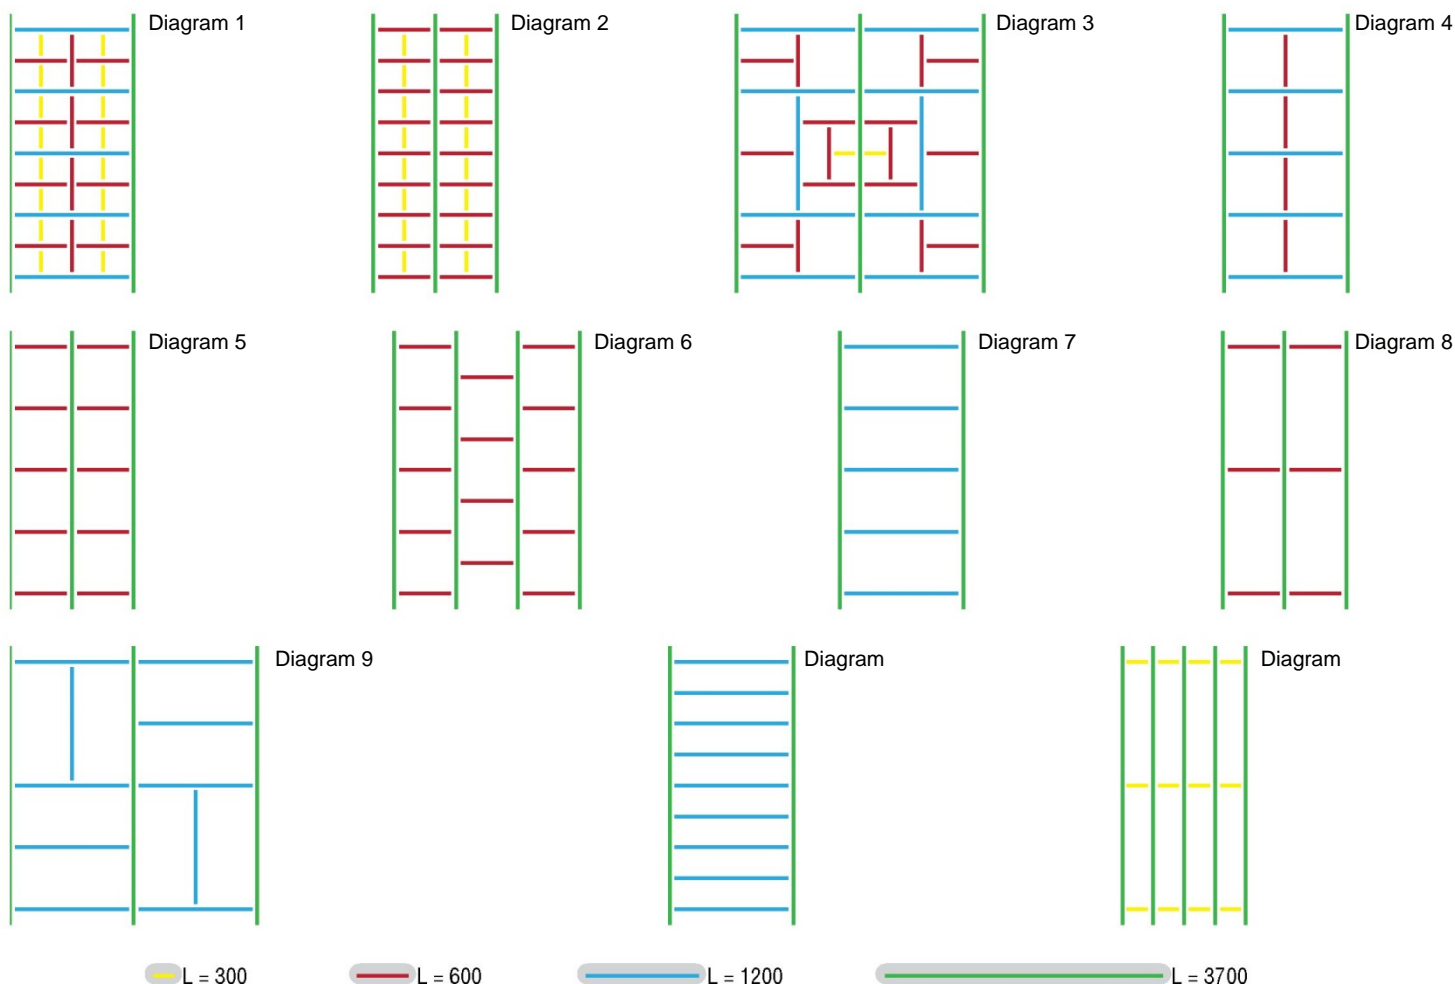 Diagram 1
Diagram 2
Diagram 3
Diagram 4
Diagram 5
Diagram 6
Diagram 7
Diagram 8
Diagram 9
Diagram
Diagram
L = 300
L = 600
L = 1200
L = 3700